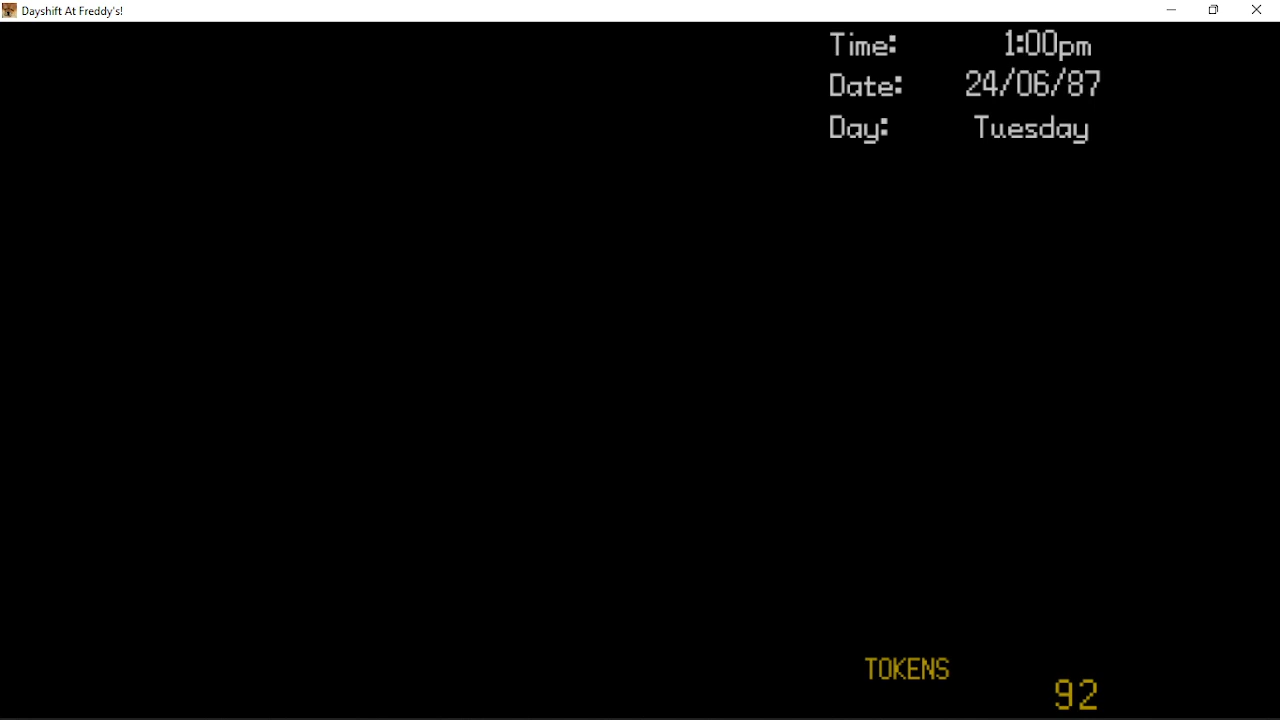 Dayshift At Freddy's!
Time: 1:00pm
Date: 24/06/87
Day: Tuesday
TOKENS
92